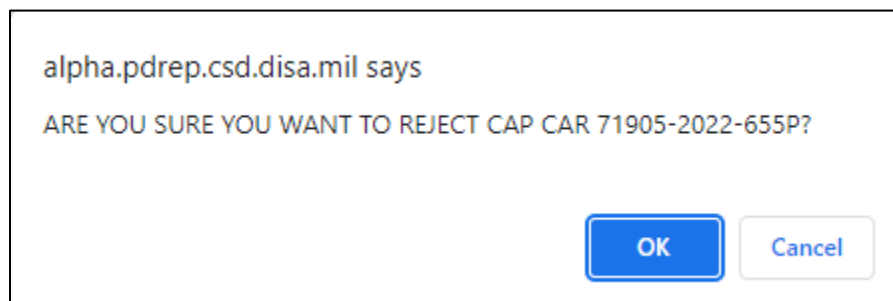 alpha.pdrep.csd.disa.mil says
ARE YOU SURE YOU WANT TO REJECT CAP CAR 71905-2022-655P?
OK Cancel